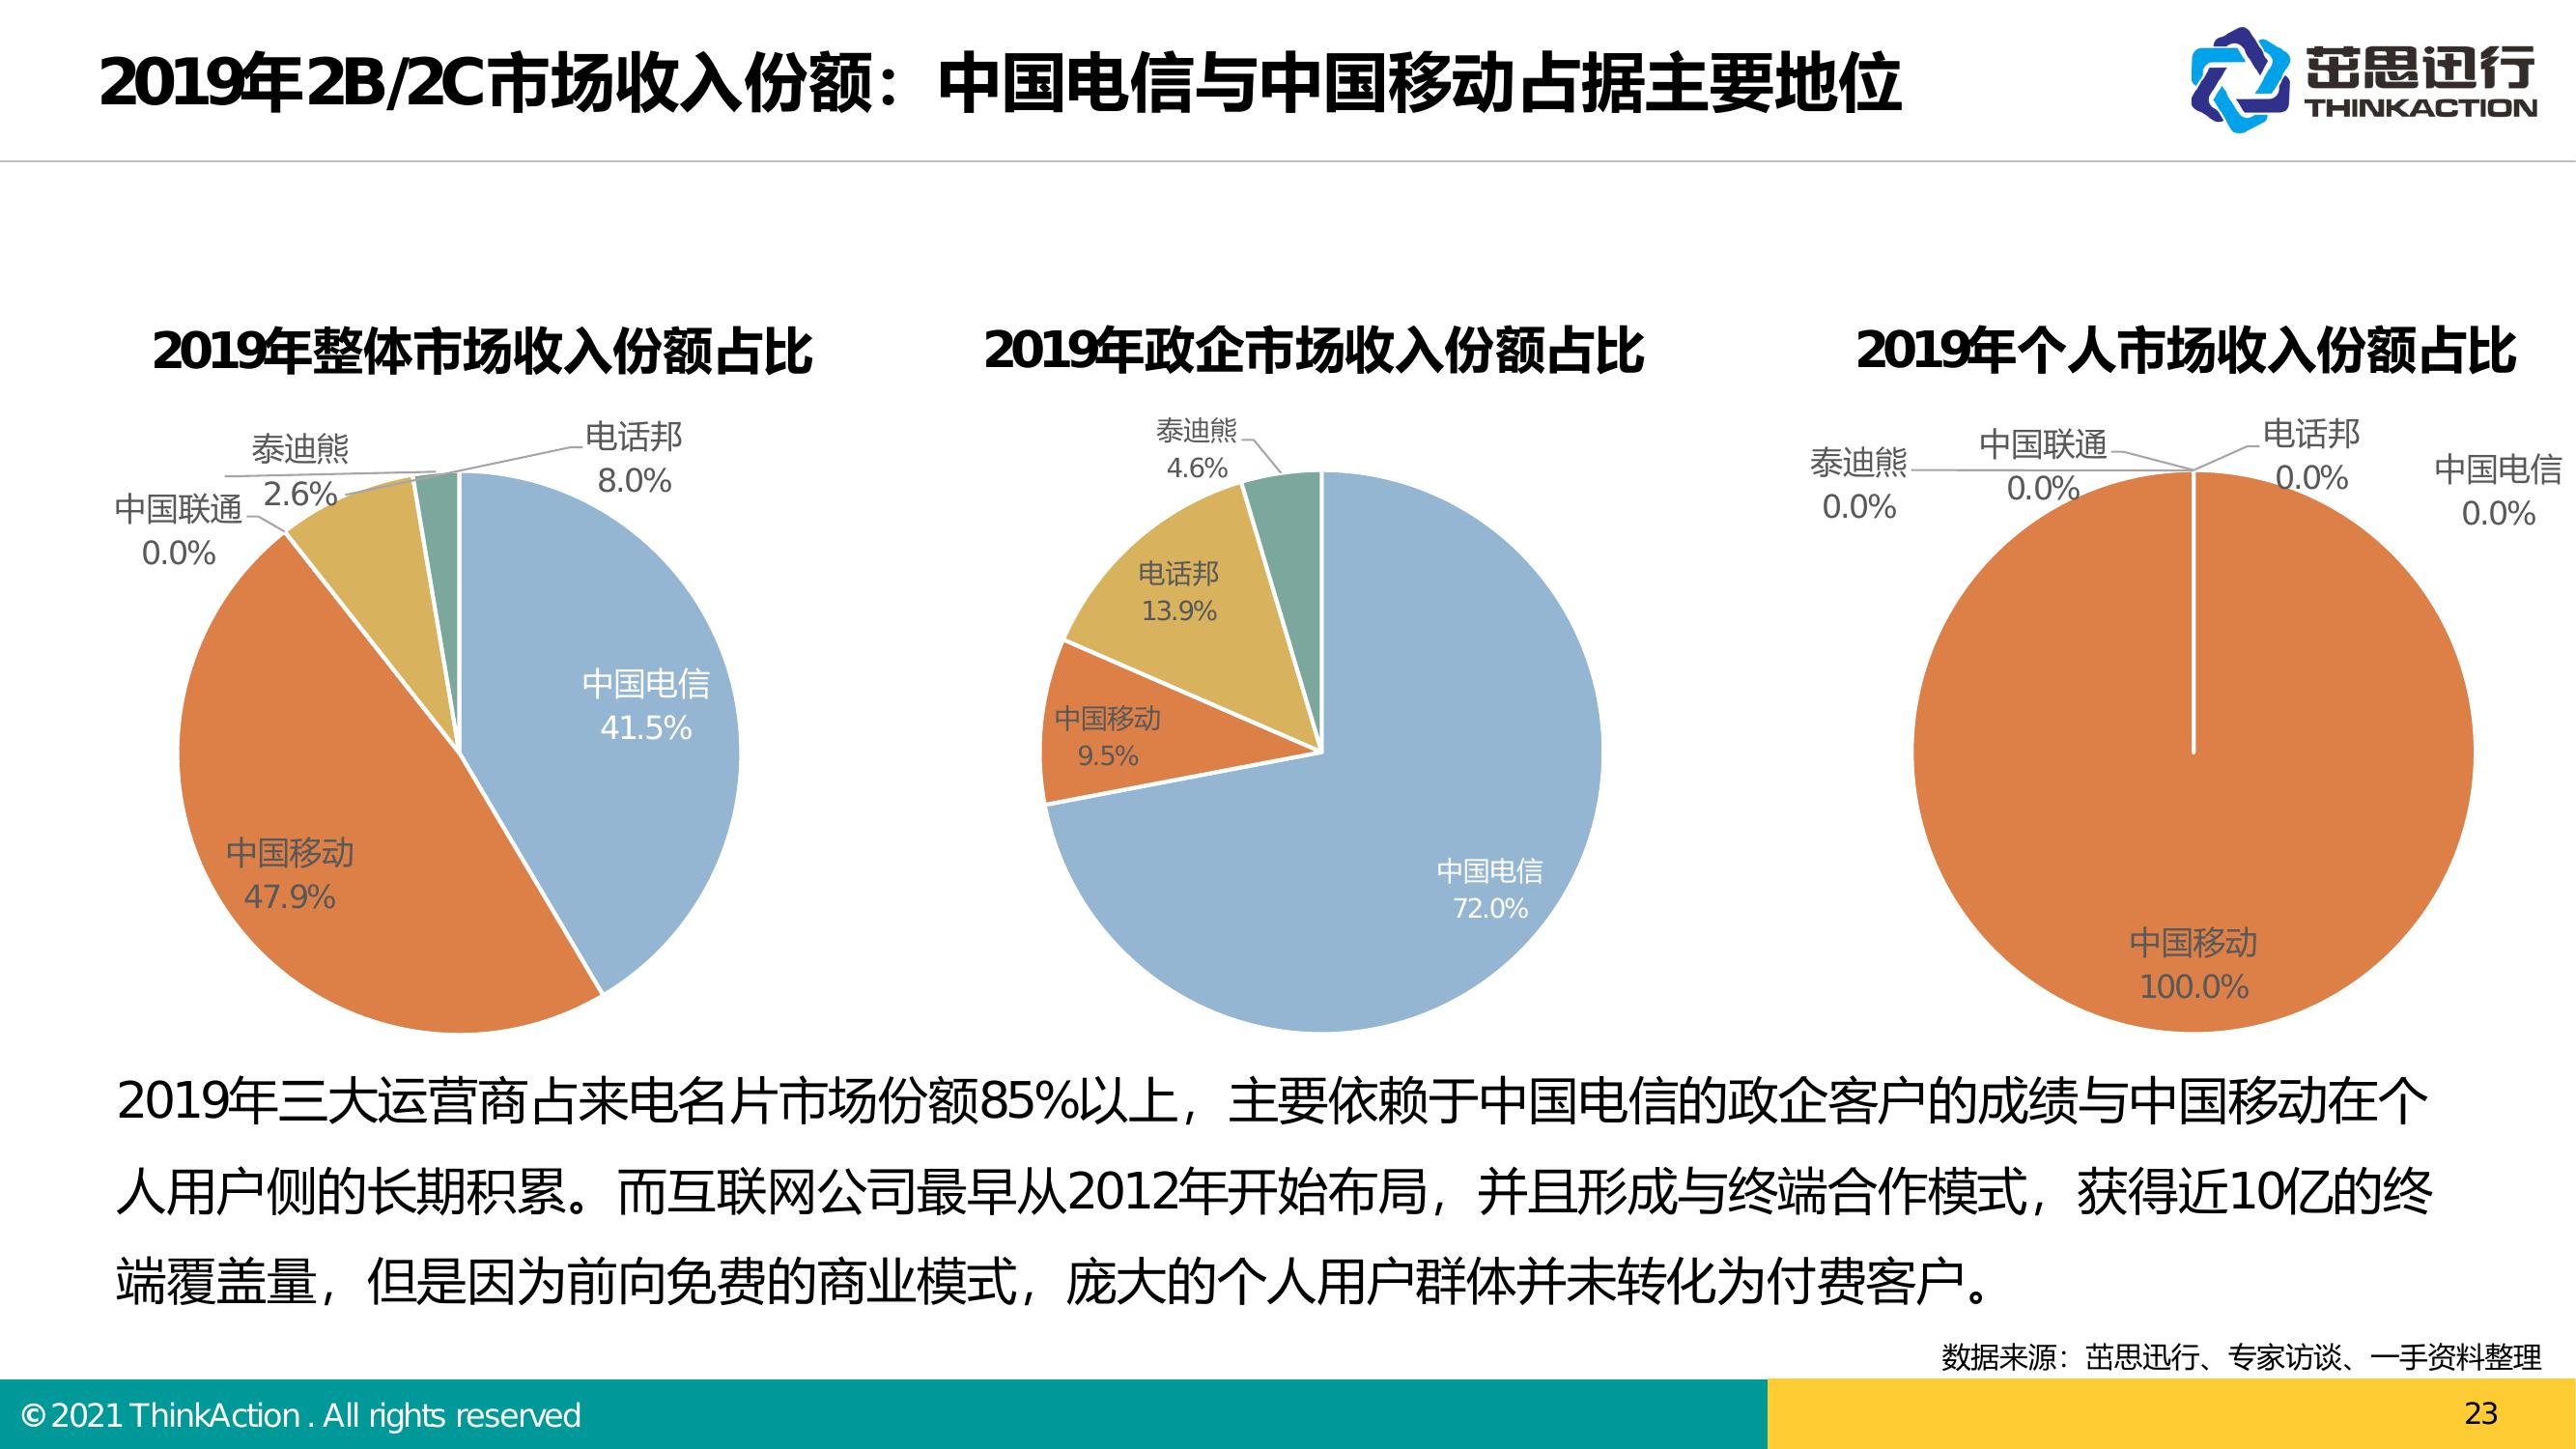 2019年2B/2C市场收入份额：中国电信与中国移动占据主要地位
茁思迅行
THINKACTION
2019年整体市场收入份额占比
泰迪熊
2.6%
电话邦
8.0%
中国联通
0.0%
中国电信
41.5%
中国移动
47.9%
2019年政企市场收入份额占比
泰迪熊
4.6%
电话邦
13.9%
中国移动
9.5%
中国电信
72.0%
2019年个人市场收入份额占比
泰迪熊
0.0%
中国联通
0.0%
电话邦
0.0%
中国电信
0.0%
中国移动
100.0%
2019年三大运营商占来电名片市场份额85%以上，主要依赖于中国电信的政企客户的成绩与中国移动在个
人用户侧的长期积累。而互联网公司最早从2012年开始布局，并且形成与终端合作模式，获得近10亿的终
端覆盖量，但是因为前向免费的商业模式，庞大的个人用户群体并未转化为付费客户。
数据来源：茁思迅行、专家访谈、一手资料整理
© 2021 ThinkAction . All rights reserved
23